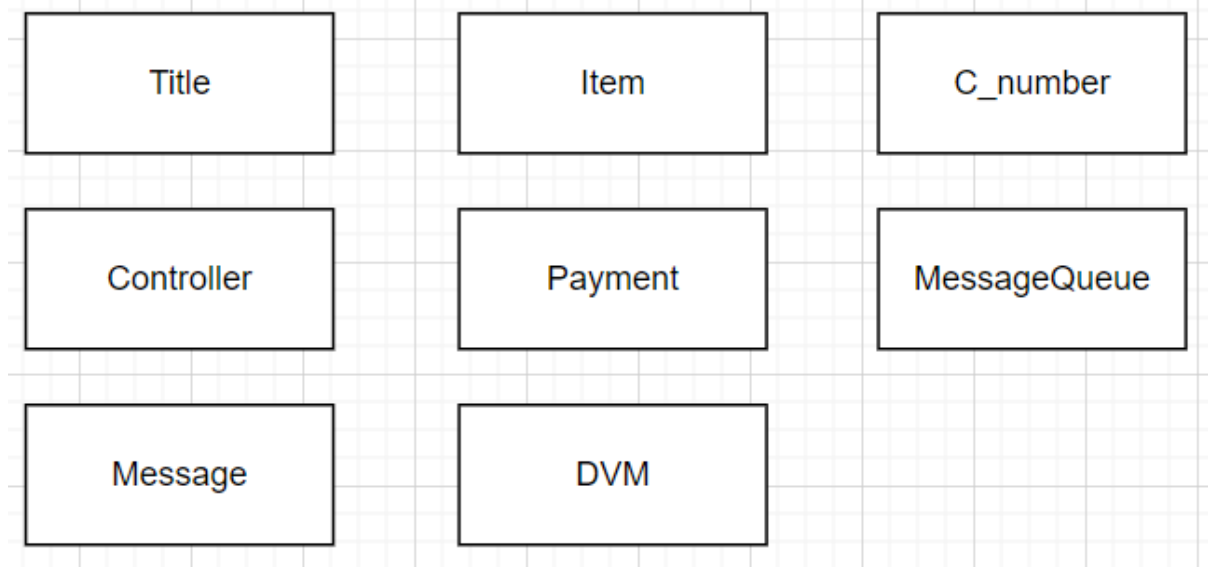 Title
Item
C_number
Controller
Payment
MessageQueue
Message
DVM